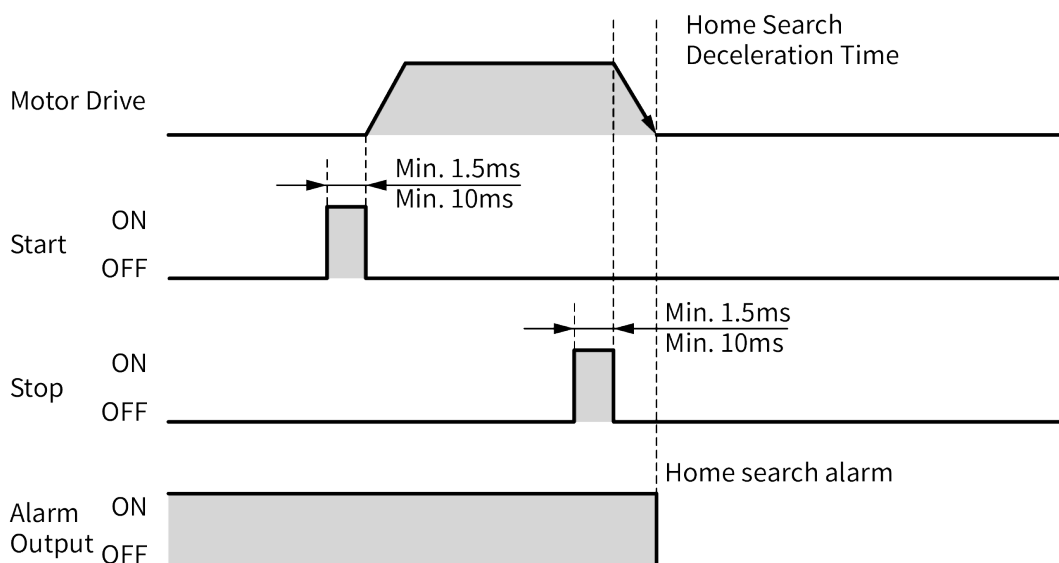 Home Search
Deceleration Time
Motor Drive
Min. 1.5ms
Min. 10ms
ON
Start
OFF
Min. 1.5ms
Min. 10ms
ON
Stop
OFF
Home search alarm
ON
Alarm
Output
OFF